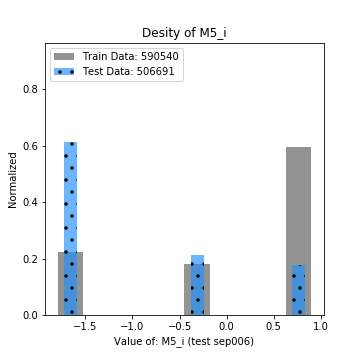 Desity of M5_i
Train Data: 590540
Test Data: 506691
Normalized
0.8
0.6
0.4
0.2
0.0
−1.5
−1.0
−0.5
0.0
0.5
1.0
Value of: M5_i (test sep006)